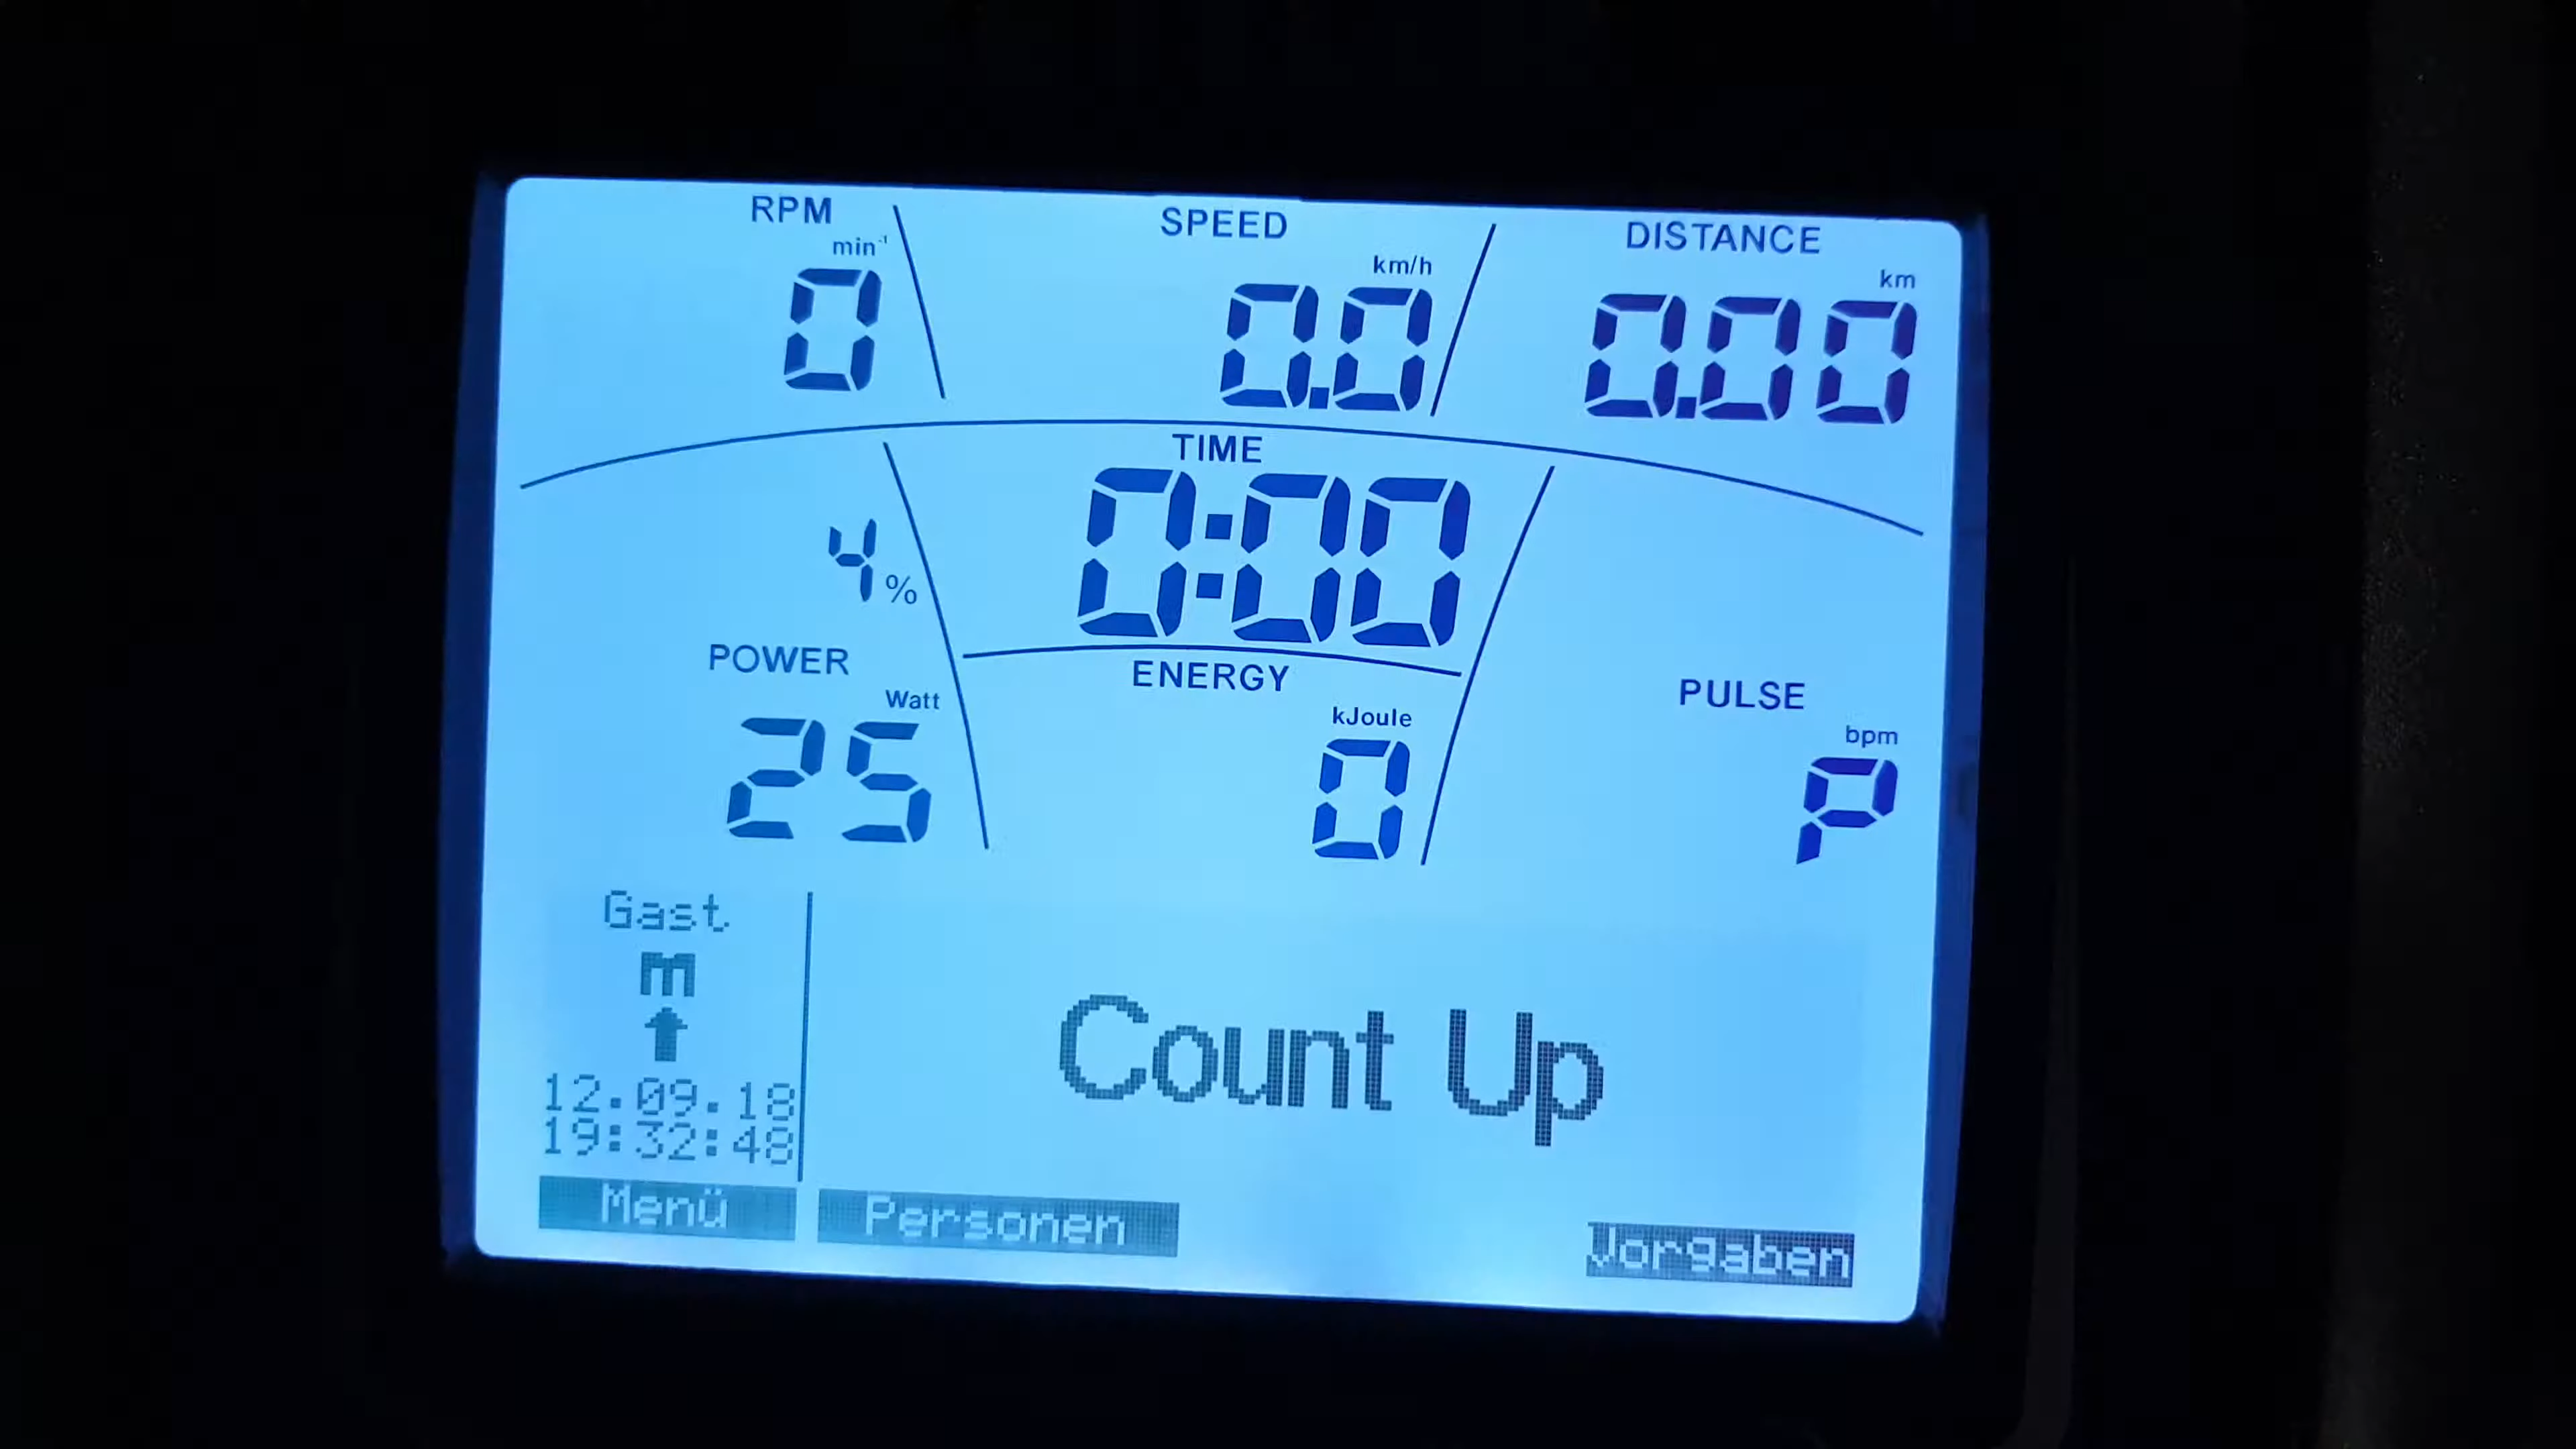 RPM
min⁻¹
0
SPEED
km/h
0.0
DISTANCE
km
0.00
TIME
0:00
4%
POWER
Watt
25
ENERGY
kJoule
0
PULSE
bpm
P
Gast
m
12.09.18
19:32:48
Count Up
Menü
Personen
Vorgaben